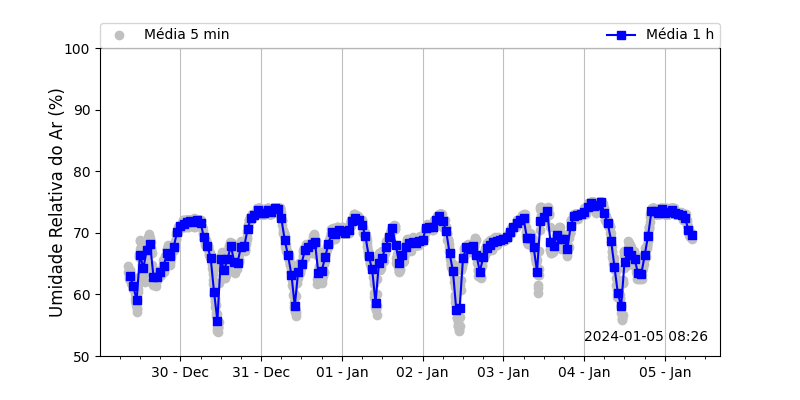 Média 5 min
Média 1 h
Umidade Relativa do Ar (%)
100
90
80
70
60
50
2024-01-05 08:26
30 - Dec
31 - Dec
01 - Jan
02 - Jan
03 - Jan
04 - Jan
05 - Jan